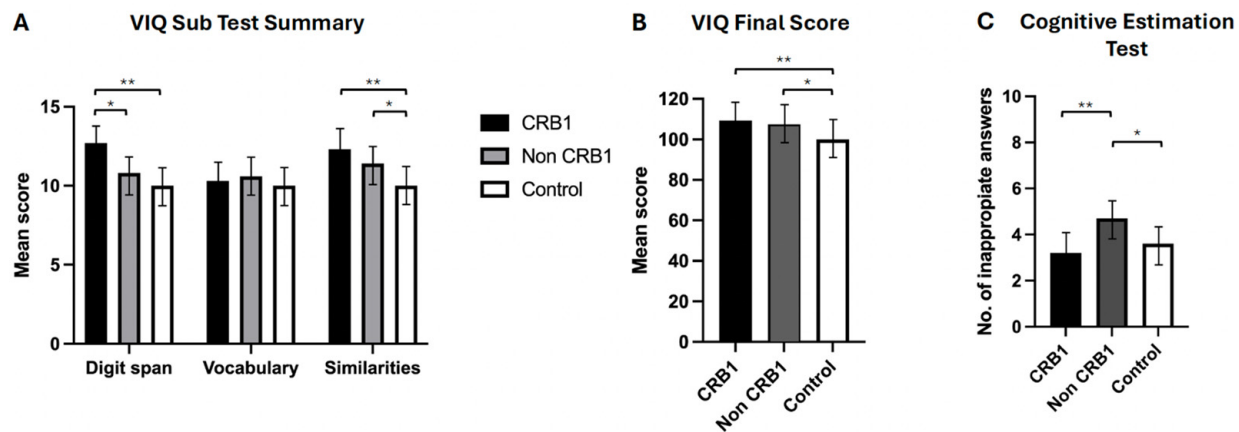 A
VIQ Sub Test Summary
**
**
*
*
15
10
5
0
Mean score
Digit span
Vocabulary
Similarities
CRB1
Non CRB1
Control
B
VIQ Final Score
**
*
120
100
80
60
40
20
0
Mean score
CRB1
Non CRB1
Control
C
Cognitive Estimation
Test
**
*
10
8
6
4
2
0
No. of inappropiate answers
CRB1
Non CRB1
Control